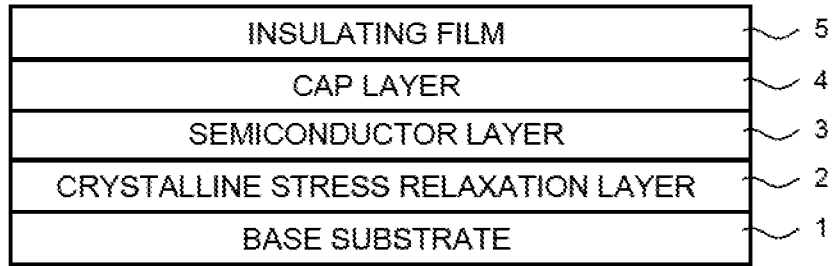 INSULATING FILM 5
CAP LAYER 4
SEMICONDUCTOR LAYER 3
CRYSTALLINE STRESS RELAXATION LAYER 2
BASE SUBSTRATE 1